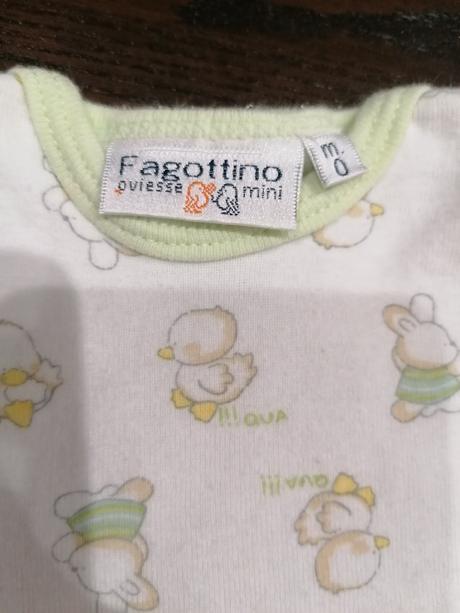 Fagottino
oviesse mini
m.
0
!!! QUA
QUA !!!